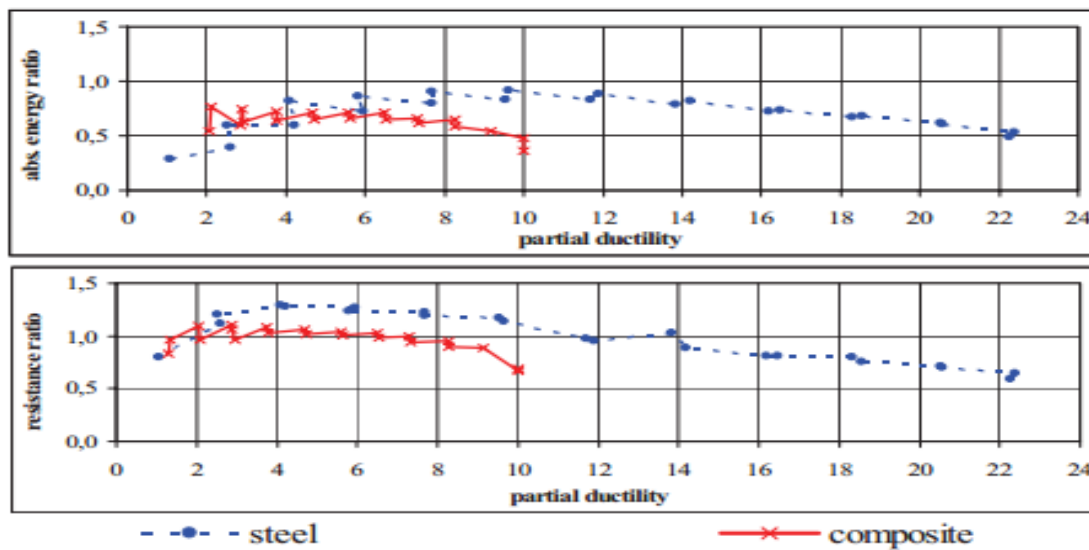 1,5
1,0
0,5
0,0
abs. energy ratio
0 2 4 6 8 10 12 14 16 18 20 22 24
partial ductility
1,5
1,0
0,5
0,0
resistance ratio
0 2 4 6 8 10 12 14 16 18 20 22 24
partial ductility
steel composite